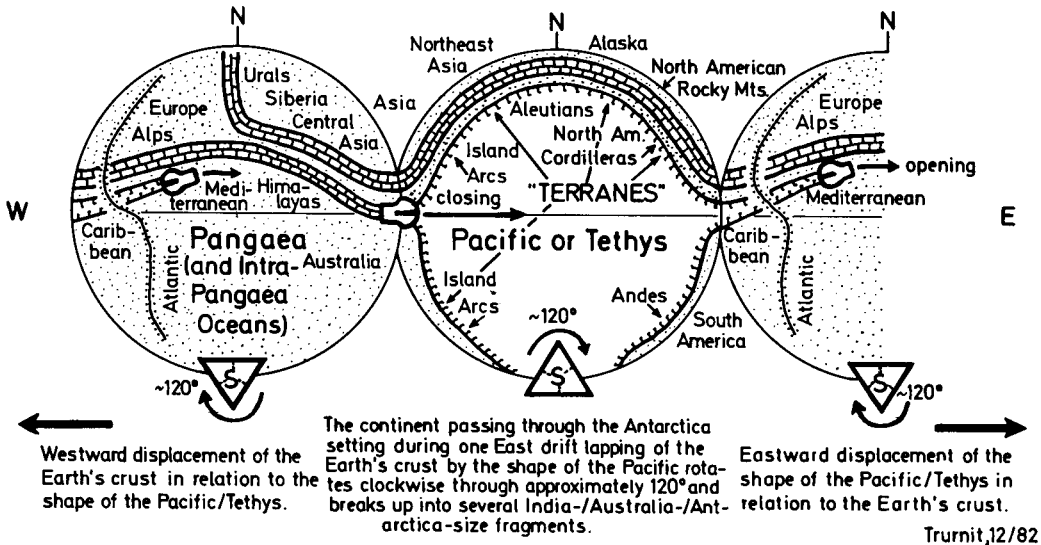 N
N
N
Northeast
Asia
Alaska
North American
Rocky Mts.
Urals
Siberia
Central
Asia
Europe
Alps
Asia
Aleutians
North Am.
Cordilleras
Island
Arcs
"TERRANES"
Europe
Alps
opening
Medi-
terranean
Hima-
layas
closing
Mediterranean
W
E
Carib-
bean
Atlantic
Pangaea
(and Intra-
Pangaea
Oceans)
Australia
Pacific or Tethys
Island
Arcs
Andes
South
America
Carib-
bean
Atlantic
~120°
S
~120°
S
~120°
S
Westward displacement of the
Earth's crust in relation to the
shape of the Pacific/Tethys.
The continent passing through the Antarctica
setting during one East drift lapping of the
Earth's crust by the shape of the Pacific rota-
tes clockwise through approximately 120° and
breaks up into several India-/Australia-/Ant-
arctica-size fragments.
Eastward displacement of the
shape of the Pacific/Tethys in
relation to the Earth's crust.
Trurnit,12/82